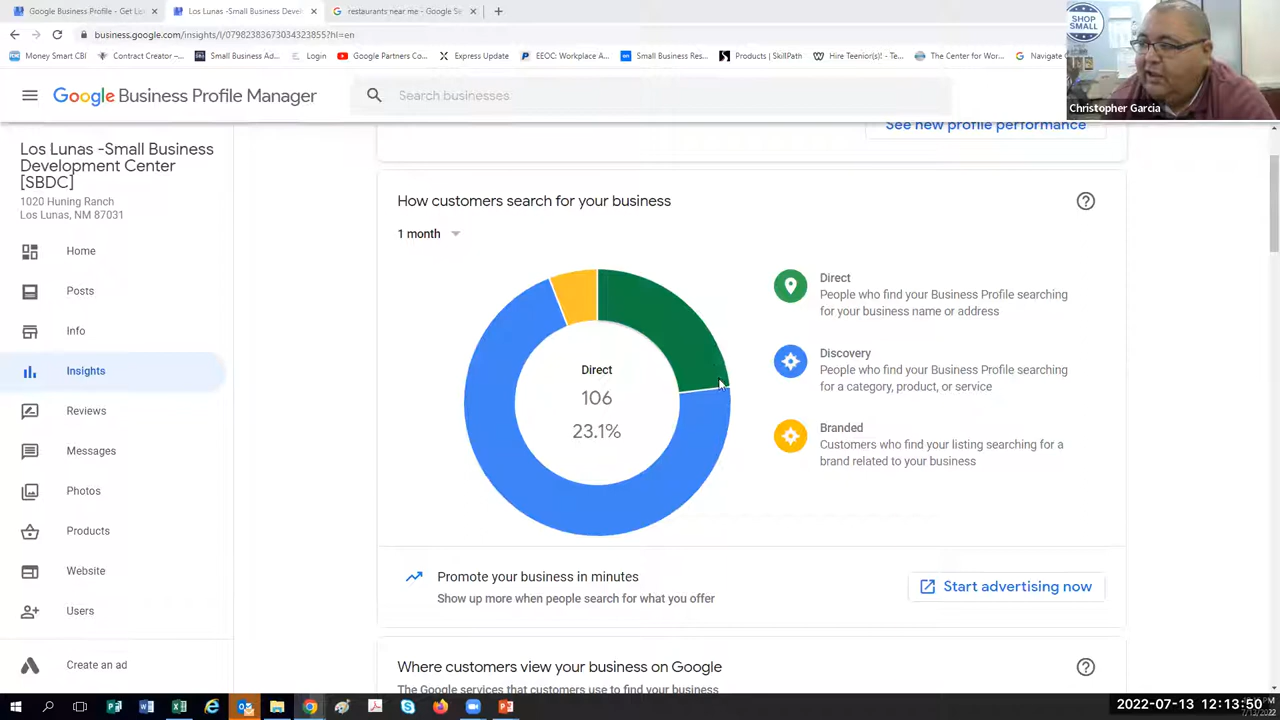 Google Business Profile - Get Lis
Los Lunas -Small Business Devel
restaurants near me - Google Se
business.google.com/insights/l/07982383673034323855?hl=en
Money Smart CBI
Contract Creator –...
Small Business Ad...
Login
Google Partners Co...
Express Update
EEOC: Workplace A...
Small Business Res...
Products | SkillPath
Hire Teenior(s)! - Te...
The Center for Wo...
Navigate
SHOP
SMALL
Christopher Garcia
Google Business Profile Manager
Search businesses
See new profile performance
Los Lunas -Small Business
Development Center
[SBDC]
1020 Huning Ranch
Los Lunas, NM 87031
Home
Posts
Info
Insights
Reviews
Messages
Photos
Products
Website
Users
Create an ad
How customers search for your business
1 month
Direct
106
23.1%
Direct
People who find your Business Profile searching
for your business name or address
Discovery
People who find your Business Profile searching
for a category, product, or service
Branded
Customers who find your listing searching for a
brand related to your business
Promote your business in minutes
Show up more when people search for what you offer
Start advertising now
Where customers view your business on Google
The Google services that customers use to find your business
2022-07-13 12:13:50